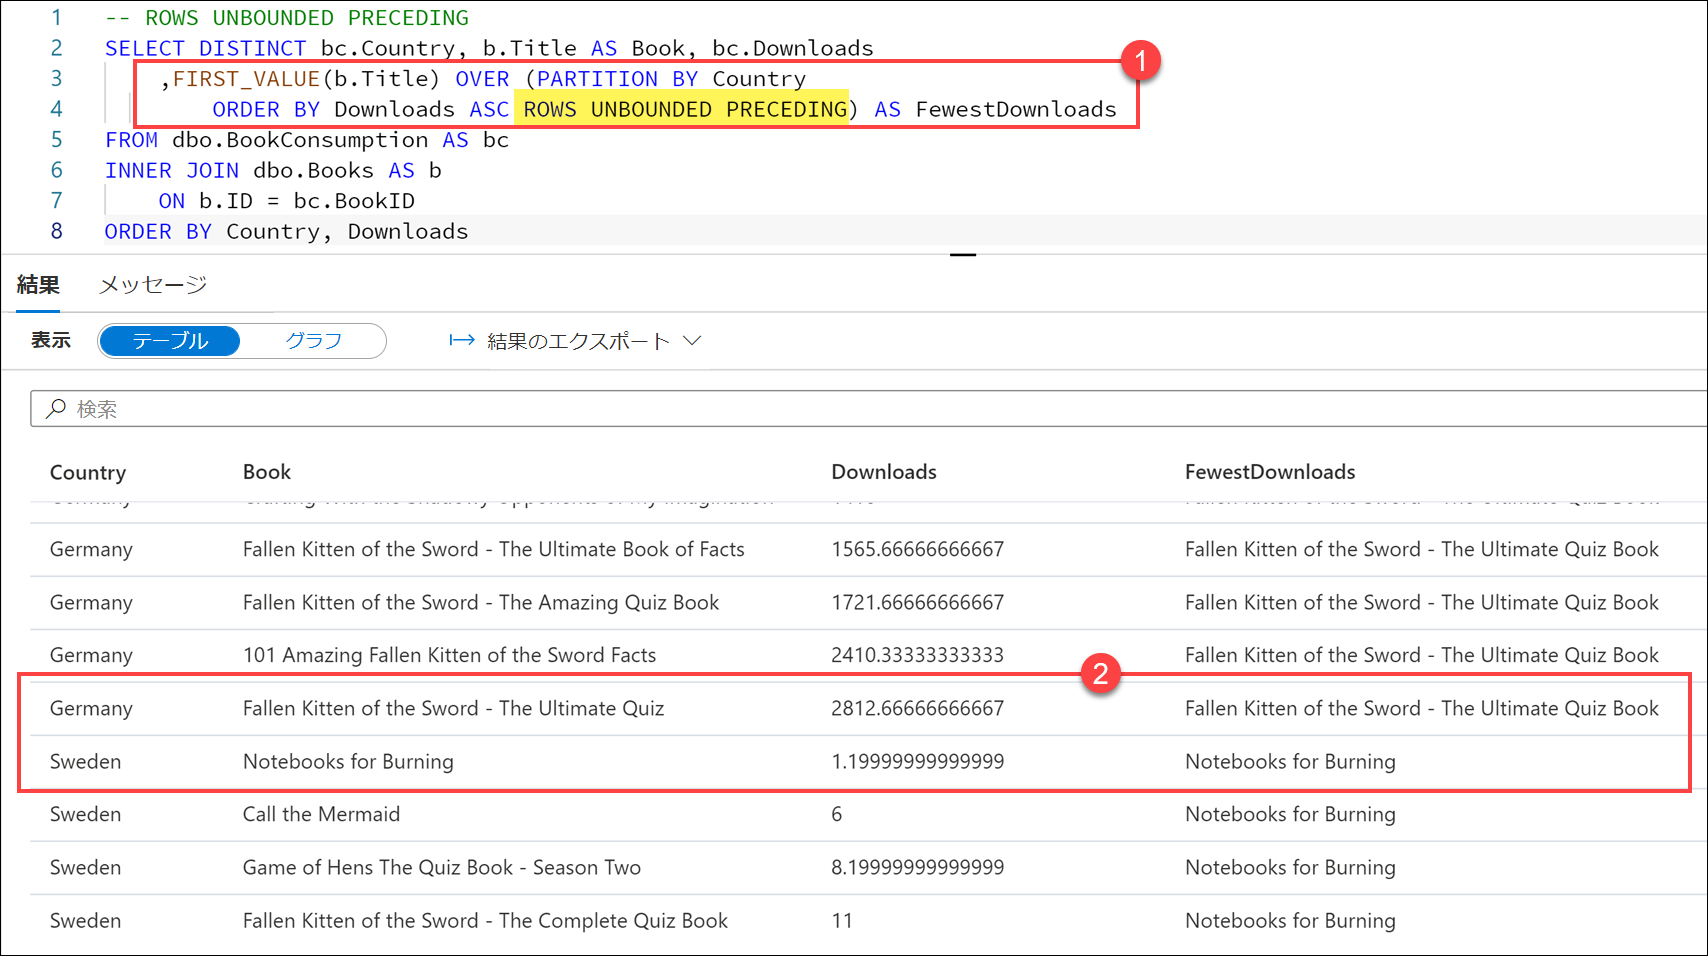 1 -- ROWS UNBOUNDED PRECEDING
2 SELECT DISTINCT bc.Country, b.Title AS Book, bc.Downloads
3 ,FIRST_VALUE(b.Title) OVER (PARTITION BY Country
1
4 ORDER BY Downloads ASC ROWS UNBOUNDED PRECEDING) AS FewestDownloads
5 FROM dbo.BookConsumption AS bc
6 INNER JOIN dbo.Books AS b
7 ON b.ID = bc.BookID
8 ORDER BY Country, Downloads
結果 メッセージ
表示 テーブル グラフ 結果のエクスポート
検索
Country Book Downloads FewestDownloads
Germany Fallen Kitten of the Sword - The Ultimate Quiz Book
Germany Fallen Kitten of the Sword - The Ultimate Book of Facts 1565.66666666667 Fallen Kitten of the Sword - The Ultimate Quiz Book
Germany Fallen Kitten of the Sword - The Amazing Quiz Book 1721.66666666667 Fallen Kitten of the Sword - The Ultimate Quiz Book
Germany 101 Amazing Fallen Kitten of the Sword Facts 2410.33333333333 Fallen Kitten of the Sword - The Ultimate Quiz Book
2
Germany Fallen Kitten of the Sword - The Ultimate Quiz 2812.66666666667 Fallen Kitten of the Sword - The Ultimate Quiz Book
Sweden Notebooks for Burning 1.19999999999999 Notebooks for Burning
Sweden Call the Mermaid 6 Notebooks for Burning
Sweden Game of Hens The Quiz Book - Season Two 8.19999999999999 Notebooks for Burning
Sweden Fallen Kitten of the Sword - The Complete Quiz Book 11 Notebooks for Burning